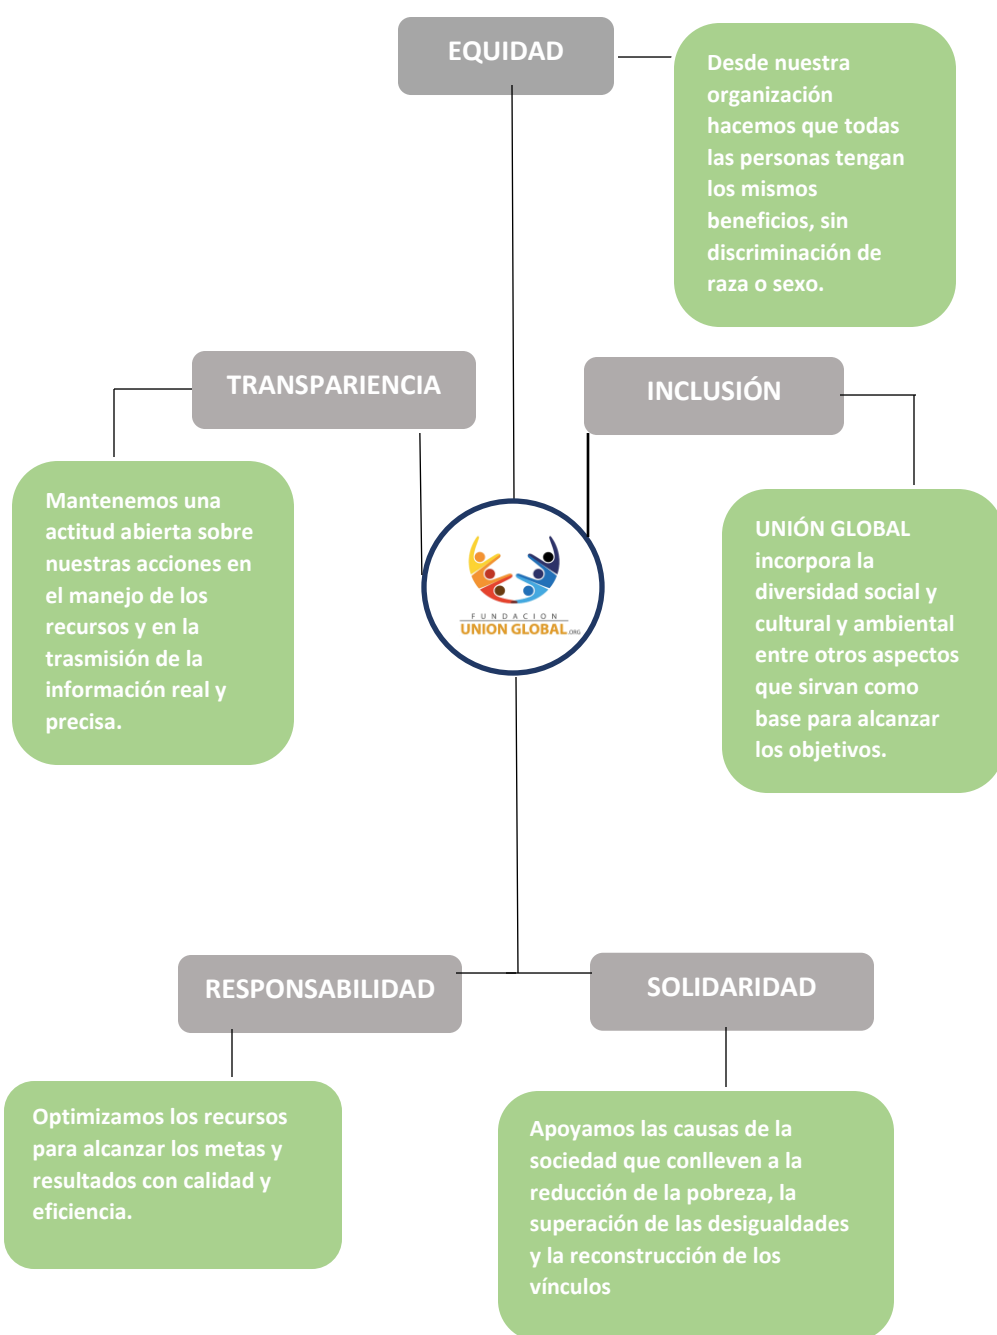 EQUIDAD
Desde nuestra
organización
hacemos que todas
las personas tengan
los mismos
beneficios, sin
discriminación de
raza o sexo.
TRANSPARIENCIA
INCLUSIÓN
Mantenemos una
actitud abierta sobre
nuestras acciones en
el manejo de los
recursos y en la
trasmisión de la
información real y
precisa.
UNIÓN GLOBAL
incorpora la
diversidad social y
cultural y ambiental
entre otros aspectos
que sirvan como
base para alcanzar
los objetivos.
FUNDACION
UNION GLOBAL.ORG
RESPONSABILIDAD
SOLIDARIDAD
Optimizamos los recursos
para alcanzar los metas y
resultados con calidad y
eficiencia.
Apoyamos las causas de la
sociedad que conlleven a la
reducción de la pobreza, la
superación de las desigualdades
y la reconstrucción de los
vínculos